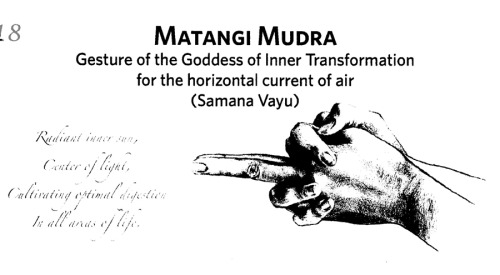 18
MATANGI MUDRA
Gesture of the Goddess of Inner Transformation
for the horizontal current of air
(Samana Vayu)
Radiant inner sun,
Center of light,
Cultivating optimal digestion
In all areas of life.